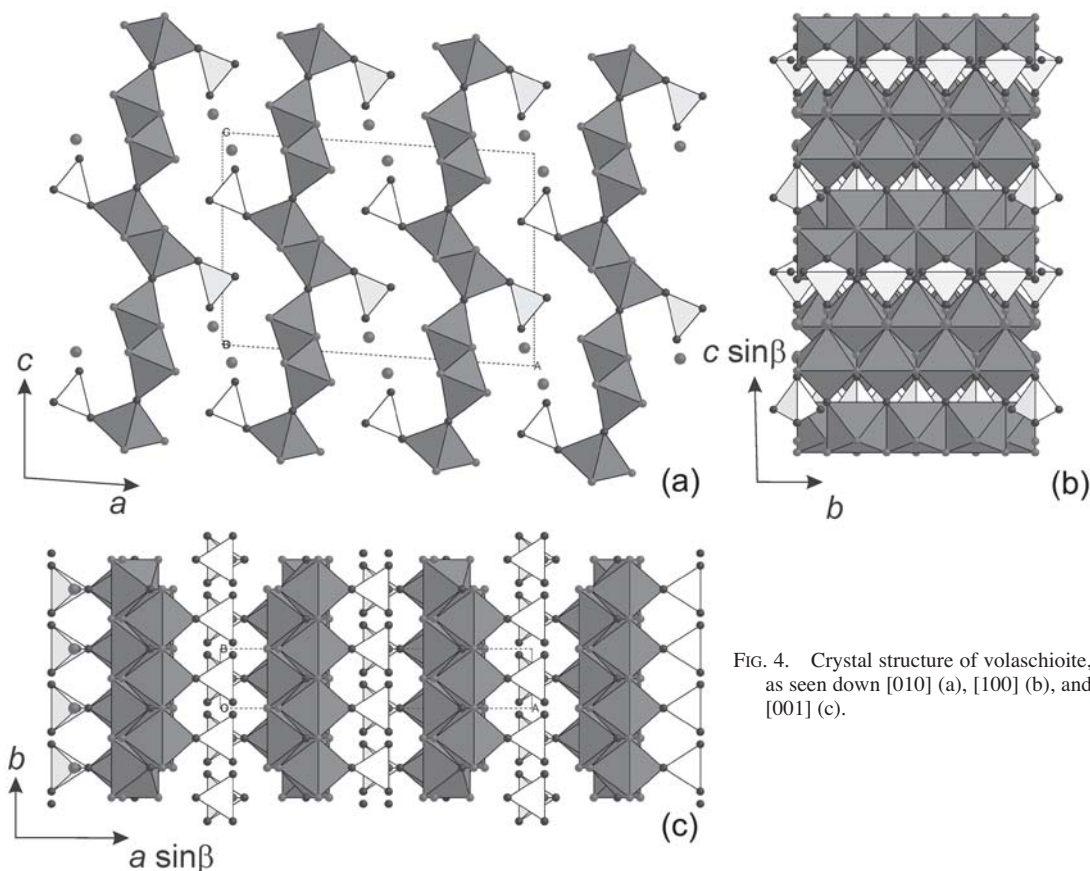 C
B
A
c
a
(a)
c sinβ
b
(b)
B
C
A
b
a sinβ
(c)
FIG. 4. Crystal structure of volaschioite,
as seen down [010] (a), [100] (b), and
[001] (c).